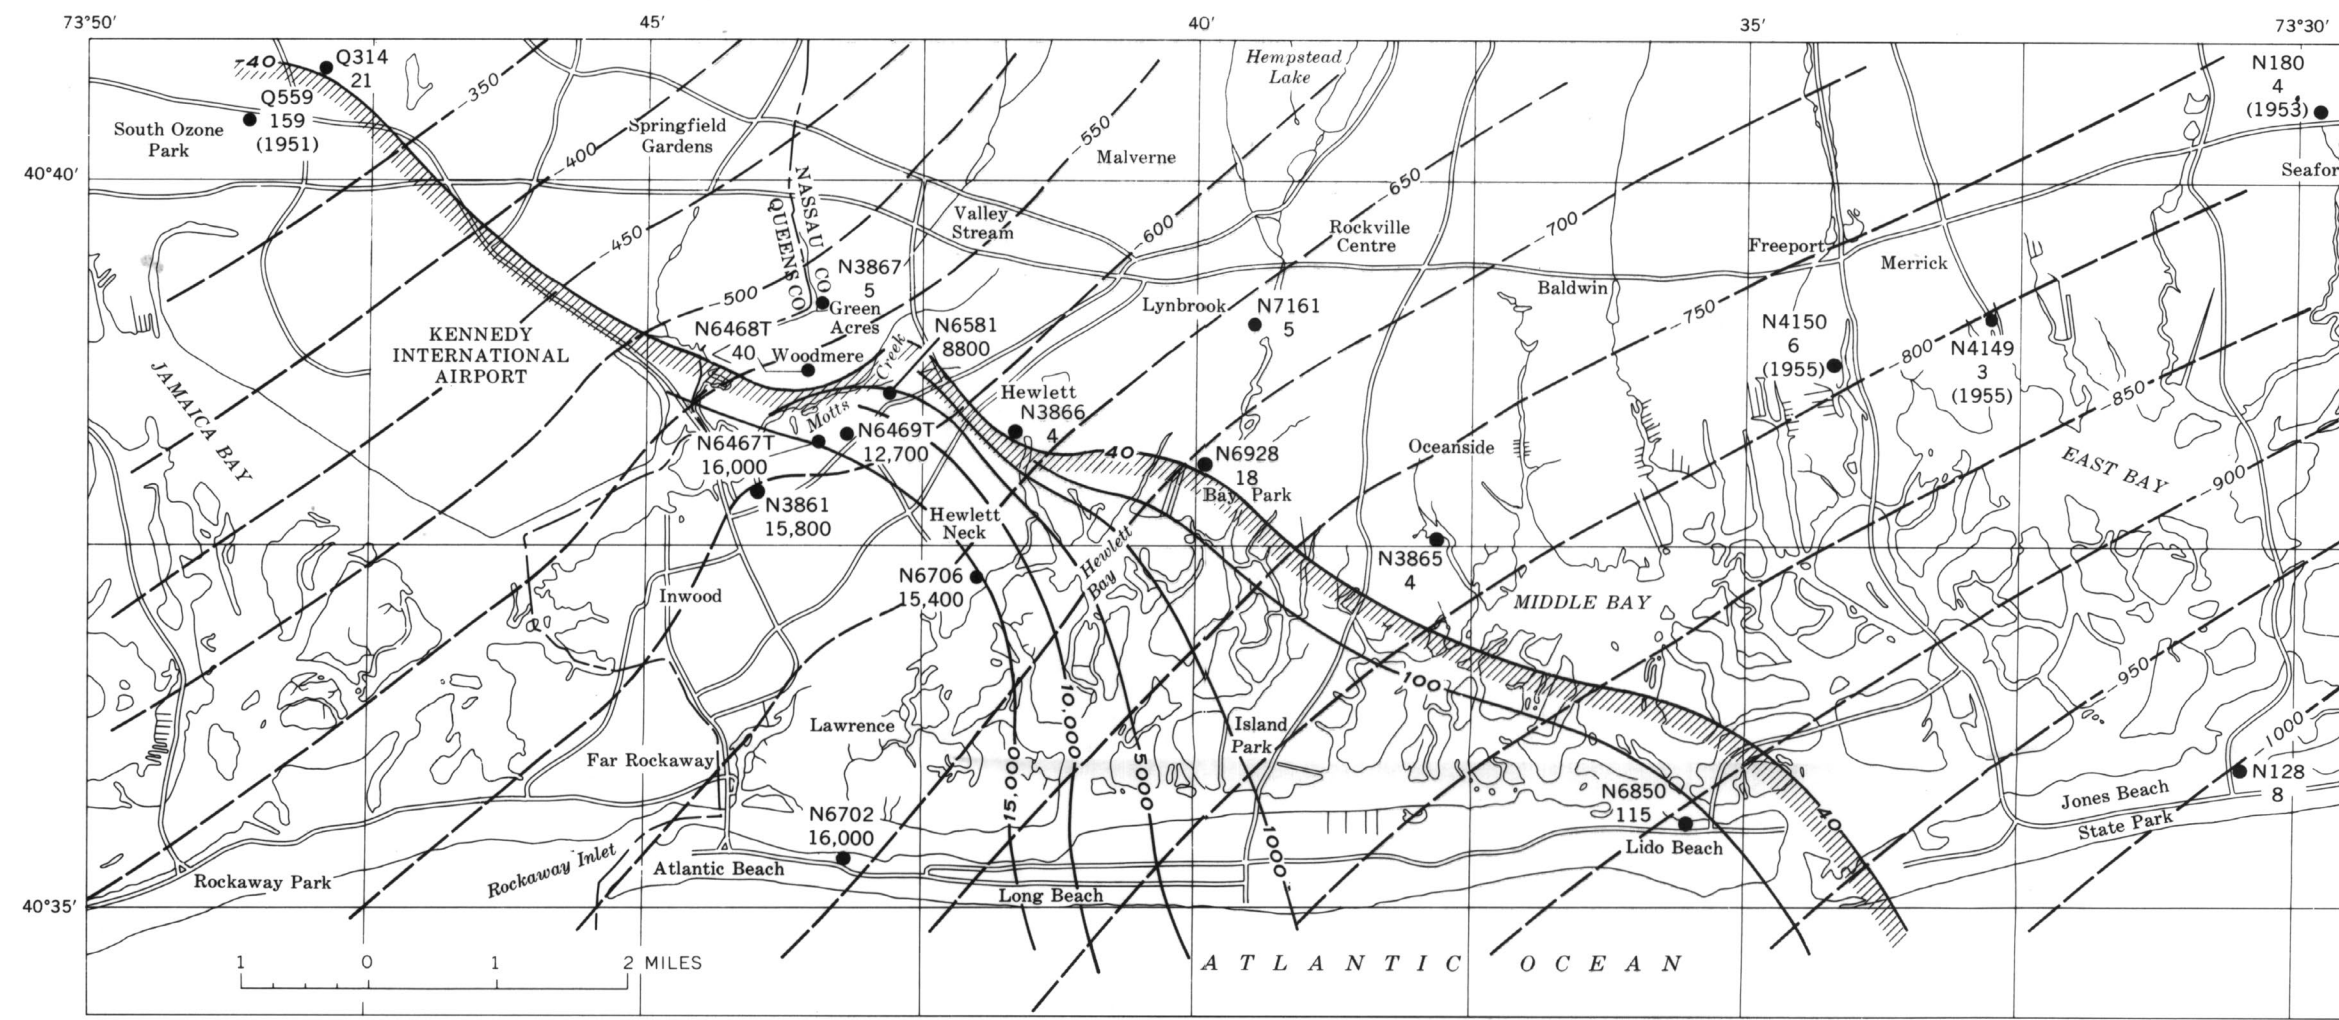 73°50′
45′
40′
35′
73°30′
40
Q314
21
Q559
159
(1951)
South Ozone
Park
350
Springfield
Gardens
400
450
Hempstead
Lake
550
Malverne
N180
4
(1953)
Seafor
40°40′
NASSAU CO
QUEENS CO
Valley
Stream
600
650
Rockville
Centre
700
Freeport
Merrick
N3867
5
Green
Acres
500
Lynbrook
N7161
5
Baldwin
750
N4150
6
(1955)
800
N4149
3
(1955)
850
KENNEDY
INTERNATIONAL
AIRPORT
N6468T
40
Woodmere
Motts Creek
N6581
8800
Hewlett
N3866
4
JAMAICA BAY
N6467T
16,000
N6469T
12,700
40
N6928
18
Bay Park
Oceanside
EAST BAY
900
N3861
15,800
Hewlett
Neck
Hewlett
Bay
N3865
4
N6706
15,400
Inwood
MIDDLE BAY
950
100
10,000
15,000
5000
1000
Lawrence
Island
Park
1000
Far Rockaway
N6702
16,000
N6850
115
40
Lido Beach
Jones Beach
State Park
N128
8
Rockaway Park
Rockaway Inlet
Atlantic Beach
Long Beach
40°35′
1 0 1 2 MILES
ATLANTIC OCEAN